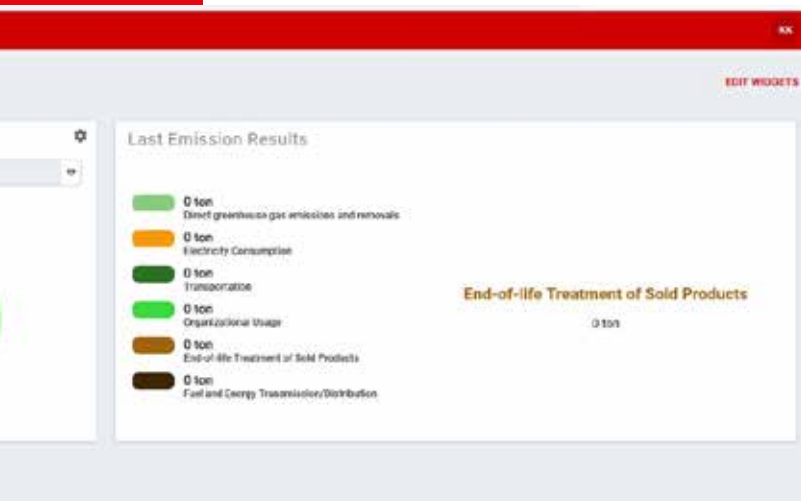 KK
EDIT WIDGETS
Last Emission Results
0 ton
Direct greenhouse gas emissions and removals
0 ton
Electricity Consumption
0 ton
Transportation
0 ton
Organizational Usage
0 ton
End-of-life Treatment of Sold Products
0 ton
Fuel and Energy Transmission/Distribution
End-of-life Treatment of Sold Products
0 ton